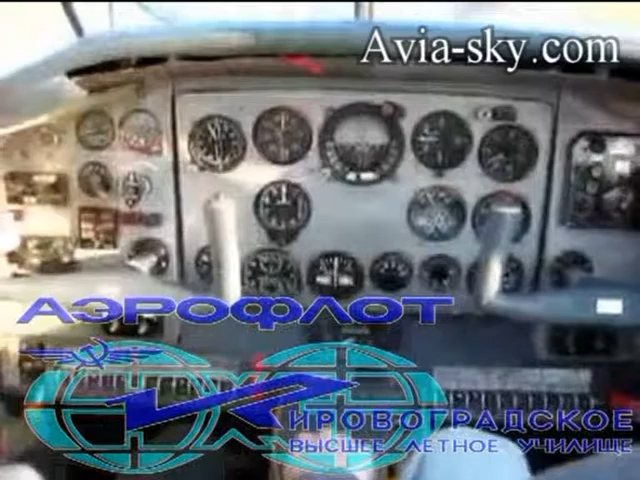 Avia-sky.com
АЭРОФЛОТ
КИРОВОГРАДСКОЕ
ВЫСШЕЕ ЛЕТНОЕ УЧИЛИЩЕ